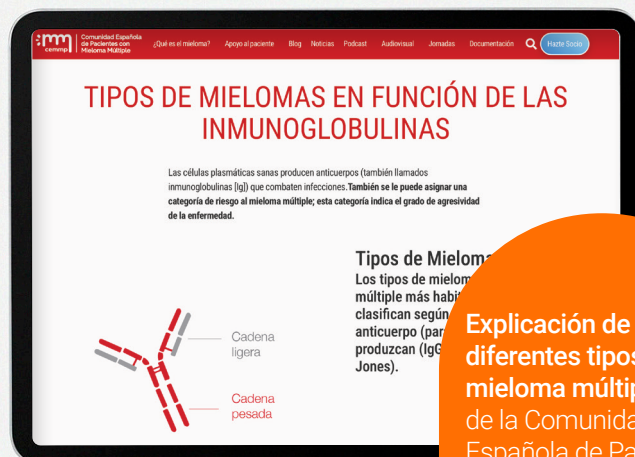 mm
cemmp
Comunidad Española
de Pacientes con
Mieloma Múltiple
¿Qué es el mieloma? Apoyo al paciente Blog Noticias Podcast Audiovisual Jornadas Documentación Hazte Socio
TIPOS DE MIELOMAS EN FUNCIÓN DE LAS
INMUNOGLOBULINAS
Las células plasmáticas sanas producen anticuerpos (también llamados
inmunoglobulinas [Ig]) que combaten infecciones.También se le puede asignar una
categoría de riesgo al mieloma múltiple; esta categoría indica el grado de agresividad
de la enfermedad.
Tipos de Mieloma
Los tipos de mielom
múltiple más habi
clasifican según
anticuerpo (par
produzcan (IgG
Jones).
Cadena
ligera
Cadena
pesada
Explicación de
diferentes tipos
mieloma múltip
de la Comunida
Española de Pa